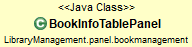 <<Java Class>>
BookInfoTablePanel
LibraryManagement.panel.bookmanagement